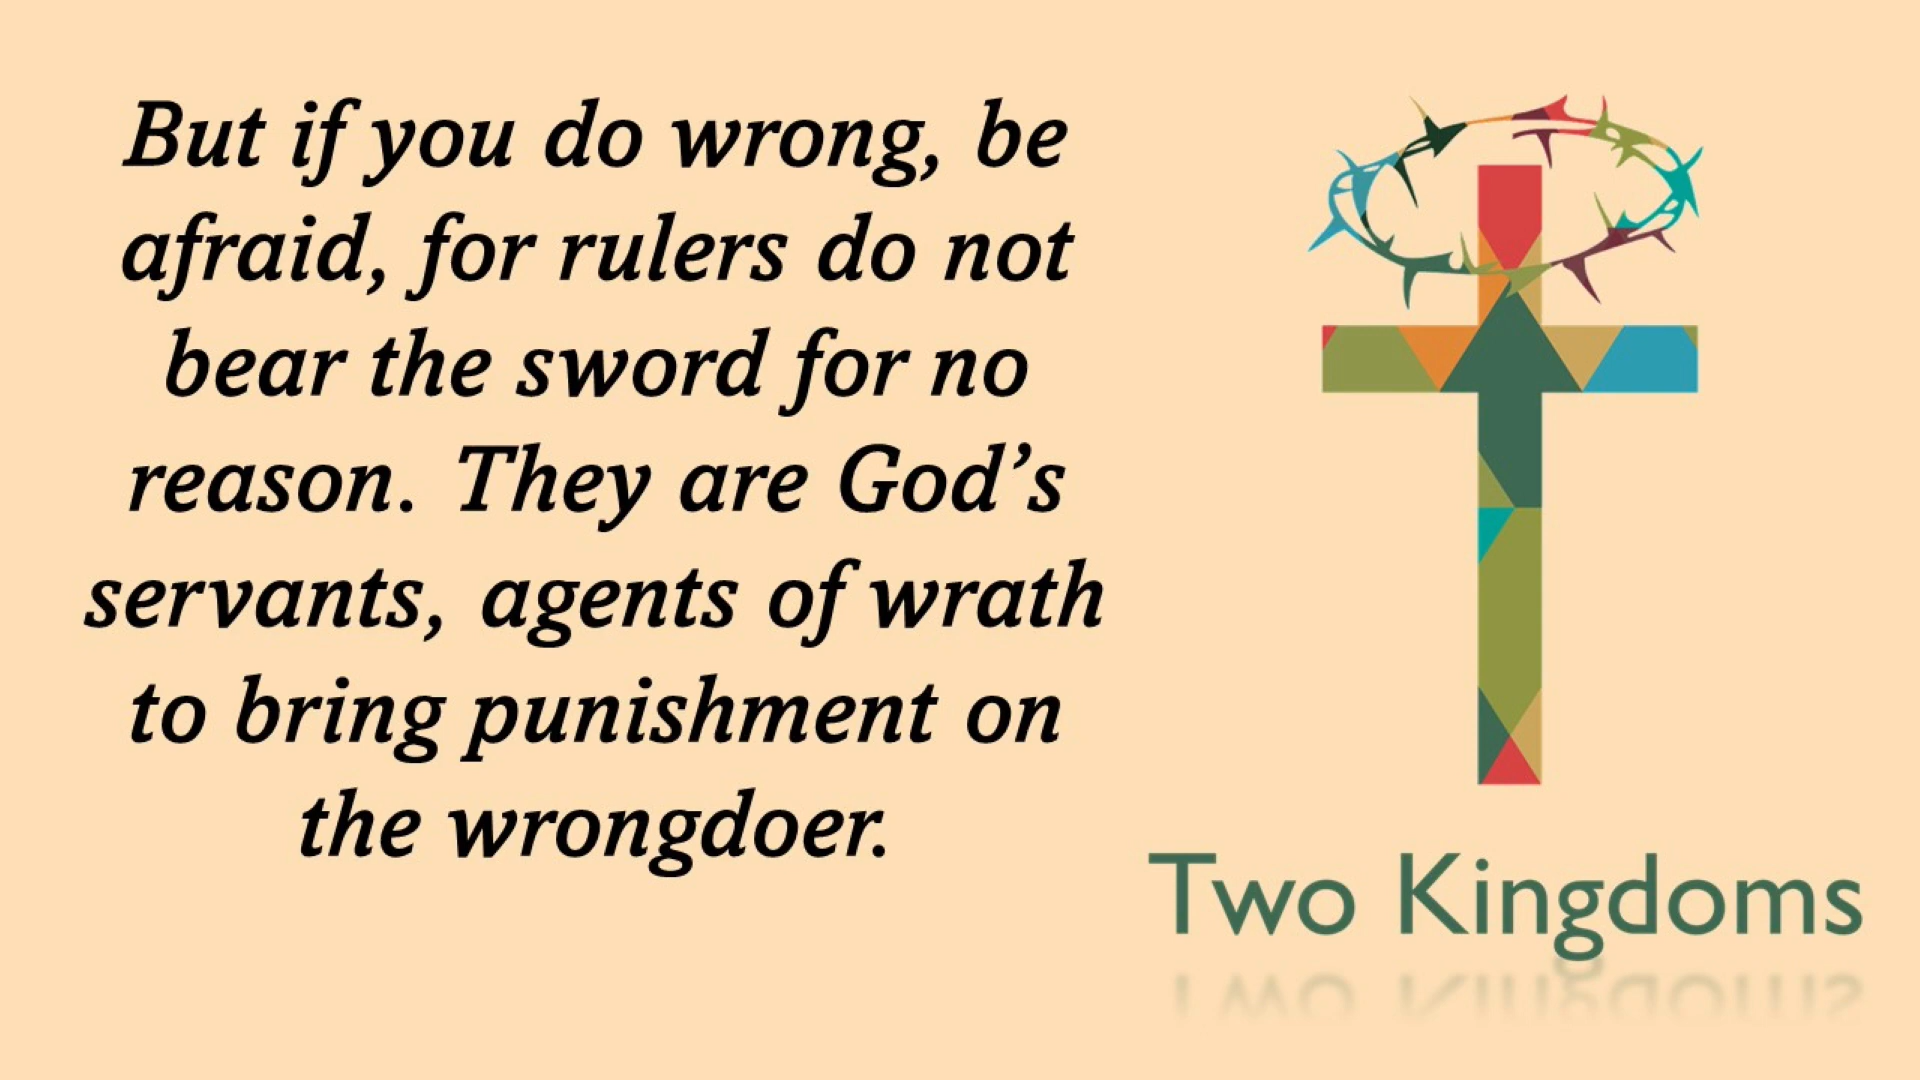 But if you do wrong, be
afraid, for rulers do not
bear the sword for no
reason. They are God’s
servants, agents of wrath
to bring punishment on
the wrongdoer.
Two Kingdoms